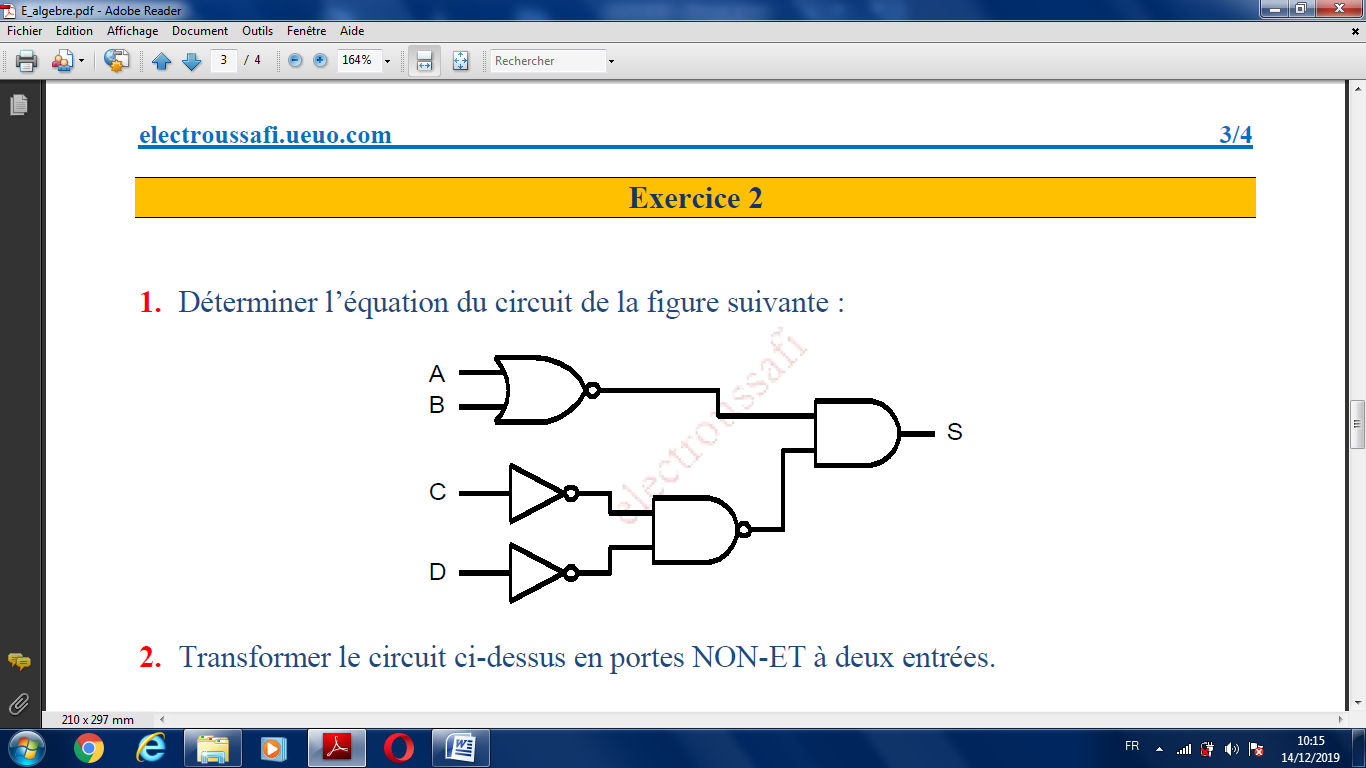 E_algebre.pdf - Adobe Reader
Fichier Edition Affichage Document Outils Fenêtre Aide
3 / 4 164% Rechercher
electroussafi.ueuo.com 3/4
Exercice 2
1. Déterminer l’équation du circuit de la figure suivante :
A
B
S
C
D
electroussafi
2. Transformer le circuit ci-dessus en portes NON-ET à deux entrées.
210 x 297 mm
FR 10:15
14/12/2019